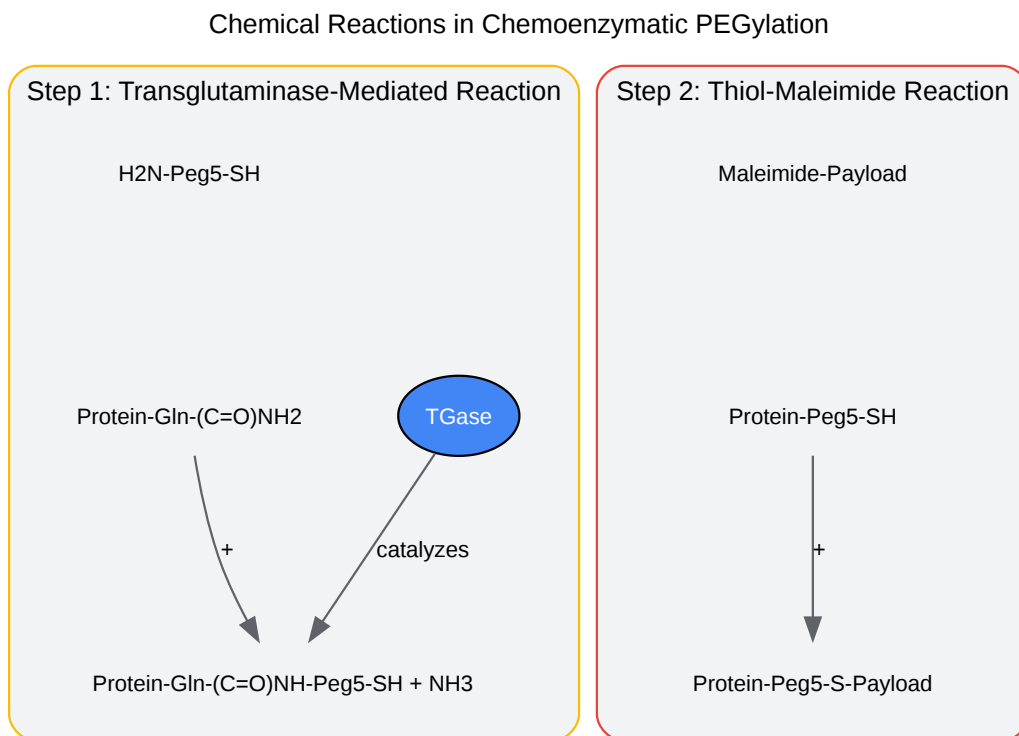 Chemical Reactions in Chemoenzymatic PEGylation
Step 1: Transglutaminase-Mediated Reaction
H2N-Peg5-SH
Protein-Gln-(C=O)NH2
TGase
+
catalyzes
Protein-Gln-(C=O)NH-Peg5-SH + NH3
Step 2: Thiol-Maleimide Reaction
Maleimide-Payload
Protein-Peg5-SH
+
Protein-Peg5-S-Payload